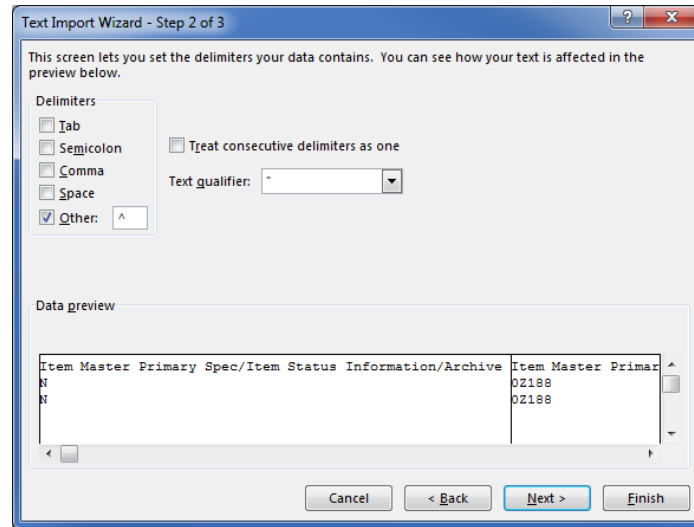 Text Import Wizard - Step 2 of 3
?
This screen lets you set the delimiters your data contains. You can see how your text is affected in the
preview below.
Delimiters
Tab
Semicolon
Comma
Space
Other: ^
Treat consecutive delimiters as one
Text qualifier: "
Data preview
Item Master Primary Spec/Item Status Information/Archive Item Master Primar
N 0Z188
N 0Z188
Cancel < Back Next > Finish